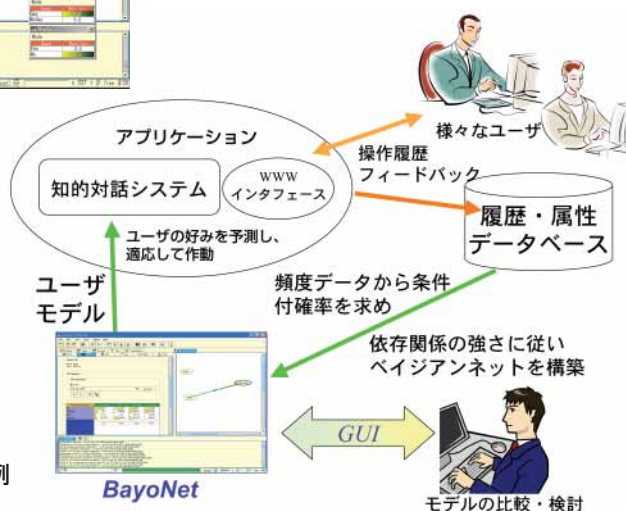 アプリケーション
知的対話システム
WWW
インタフェース
ユーザの好みを予測し、
適応して作動
様々なユーザ
操作履歴
フィードバック
履歴・属性
データベース
ユーザ
モデル
頻度データから条件
付確率を求め
依存関係の強さに従い
ベイジアンネットを構築
GUI
例
BayoNet
モデルの比較・検討